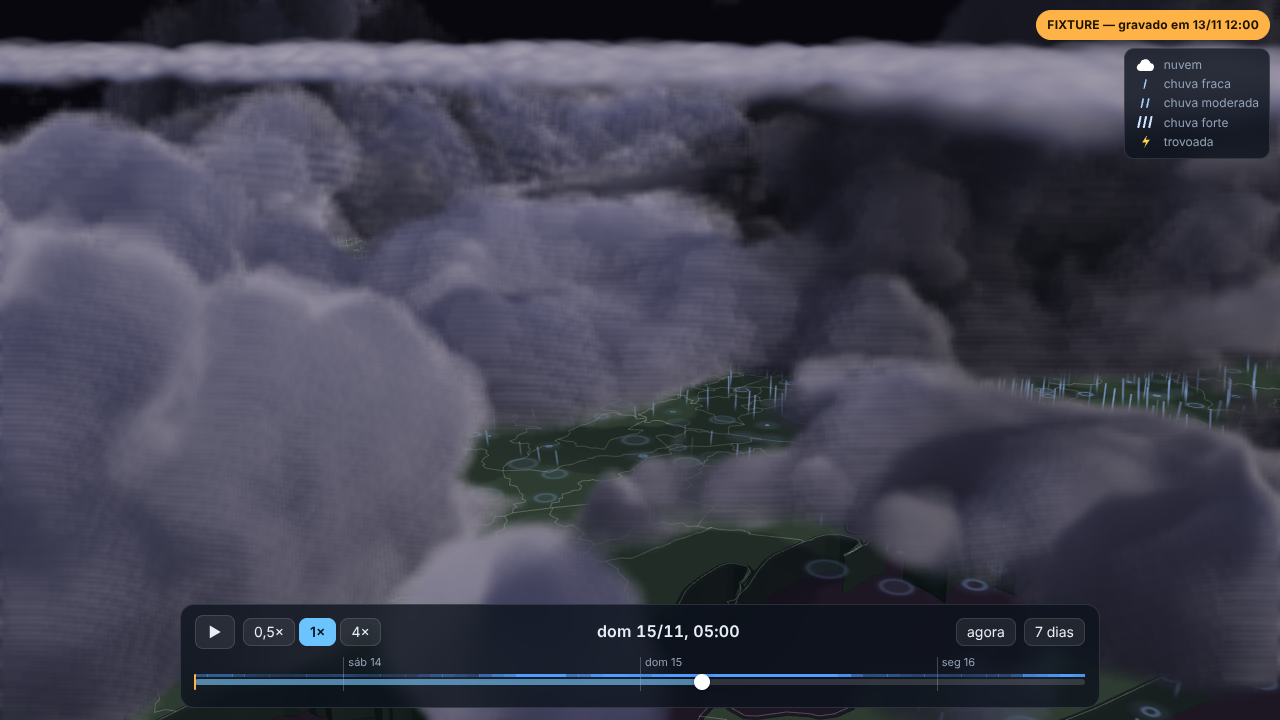 FIXTURE — gravado em 13/11 12:00
nuvem
chuva fraca
chuva moderada
chuva forte
trovoada
0,5×
1×
4×
dom 15/11, 05:00
agora
7 dias
sáb 14
dom 15
seg 16